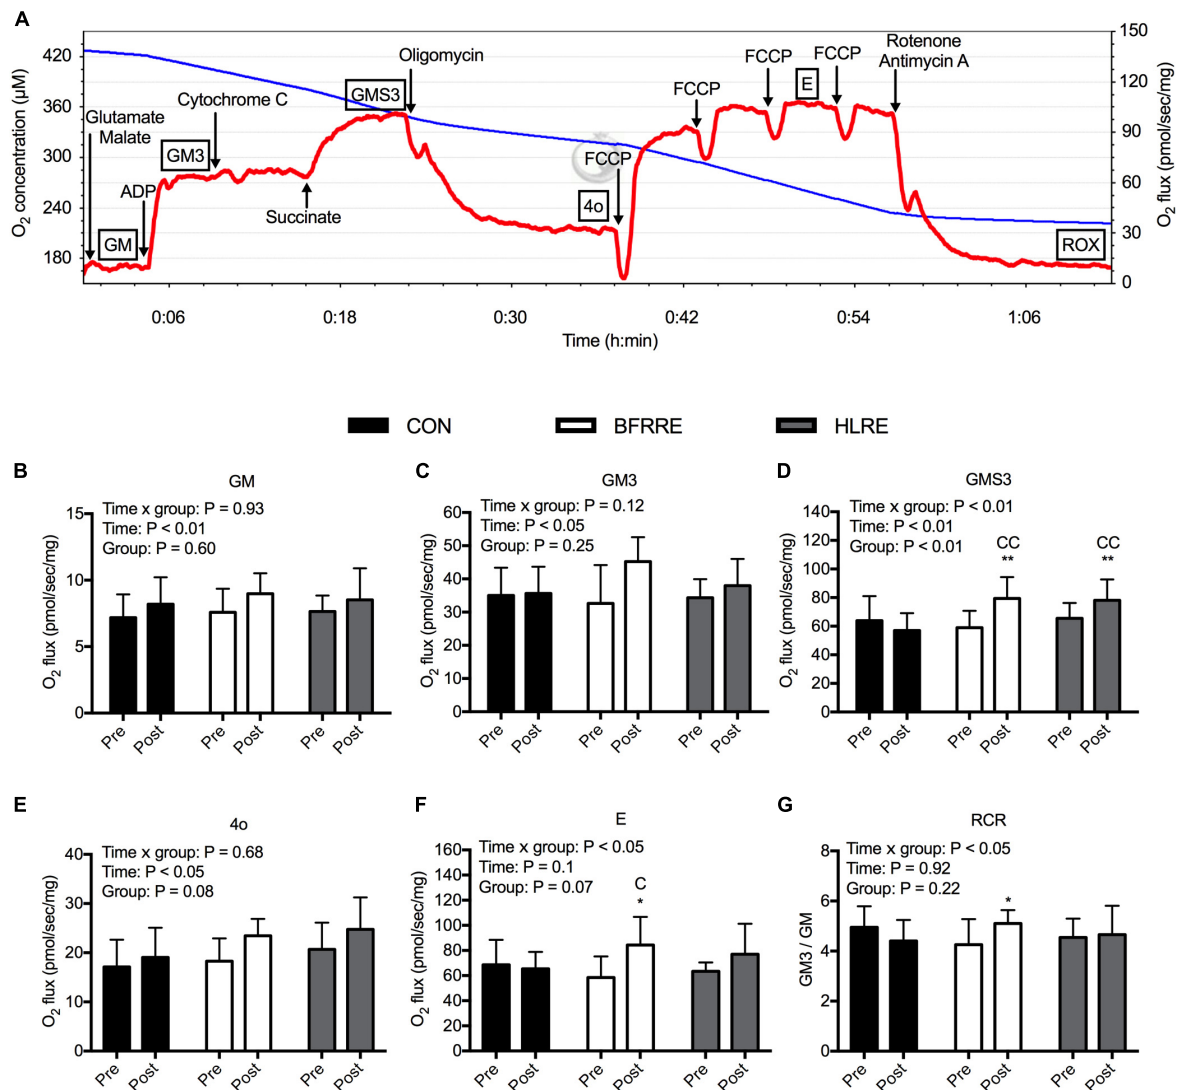 A
O2 concentration (µM)
420
360
300
240
180
150
120
90
60
30
0
O2 flux (pmol/sec/mg)
Glutamate
Malate
GM
ADP
GM3
Cytochrome C
Succinate
GMS3
Oligomycin
4o
FCCP
FCCP
FCCP
E
FCCP
Rotenone
Antimycin A
ROX
0:06
0:18
0:30
0:42
0:54
1:06
Time (h:min)
CON
BFRRE
HLRE
B
GM
Time x group: P = 0.93
Time: P < 0.01
Group: P = 0.60
O2 flux (pmol/sec/mg)
15
10
5
0
Pre
Post
Pre
Post
Pre
Post
C
GM3
Time x group: P = 0.12
Time: P < 0.05
Group: P = 0.25
O2 flux (pmol/sec/mg)
60
50
40
30
20
10
0
Pre
Post
Pre
Post
Pre
Post
D
GMS3
Time x group: P < 0.01
Time: P < 0.01
Group: P < 0.01
CC
**
CC
**
O2 flux (pmol/sec/mg)
140
120
100
80
60
40
20
0
Pre
Post
Pre
Post
Pre
Post
E
4o
Time x group: P = 0.68
Time: P < 0.05
Group: P = 0.08
O2 flux (pmol/sec/mg)
40
30
20
10
0
Pre
Post
Pre
Post
Pre
Post
F
E
Time x group: P < 0.05
Time: P = 0.1
Group: P = 0.07
C
*
O2 flux (pmol/sec/mg)
160
140
120
100
80
60
40
20
0
Pre
Post
Pre
Post
Pre
Post
G
RCR
Time x group: P < 0.05
Time: P = 0.92
Group: P = 0.22
*
GM3 / GM
8
6
4
2
0
Pre
Post
Pre
Post
Pre
Post